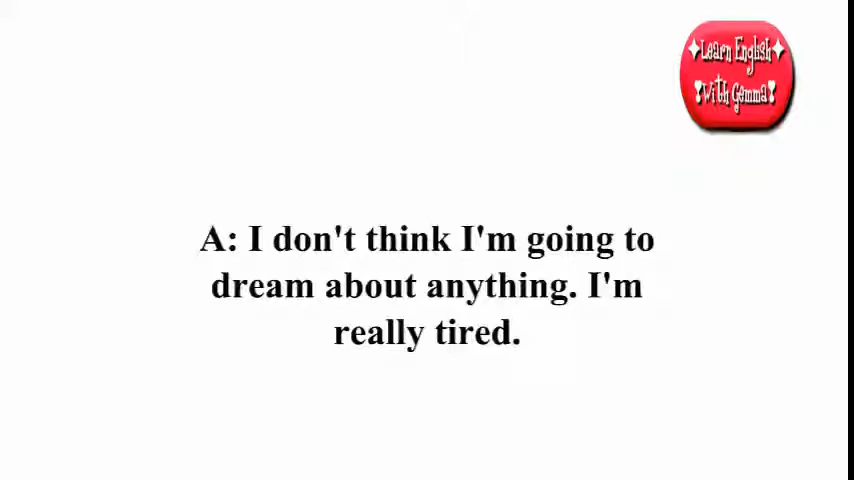 ✦Learn English✦
❣With Gemma❣
A: I don't think I'm going to
dream about anything. I'm
really tired.